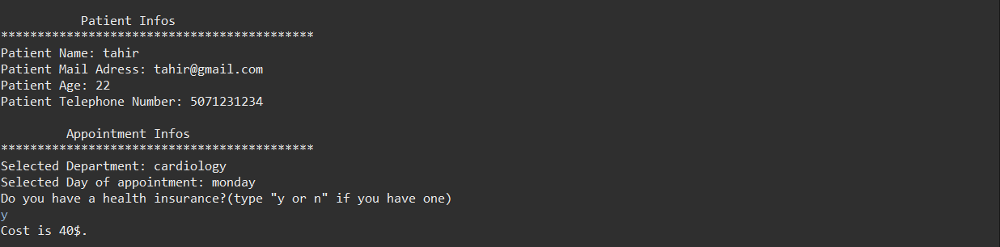 Patient Infos
*******************************************
Patient Name: tahir
Patient Mail Adress: tahir@gmail.com
Patient Age: 22
Patient Telephone Number: 5071231234
Appointment Infos
*******************************************
Selected Department: cardiology
Selected Day of appointment: monday
Do you have a health insurance?(type "y or n" if you have one)
y
Cost is 40$.